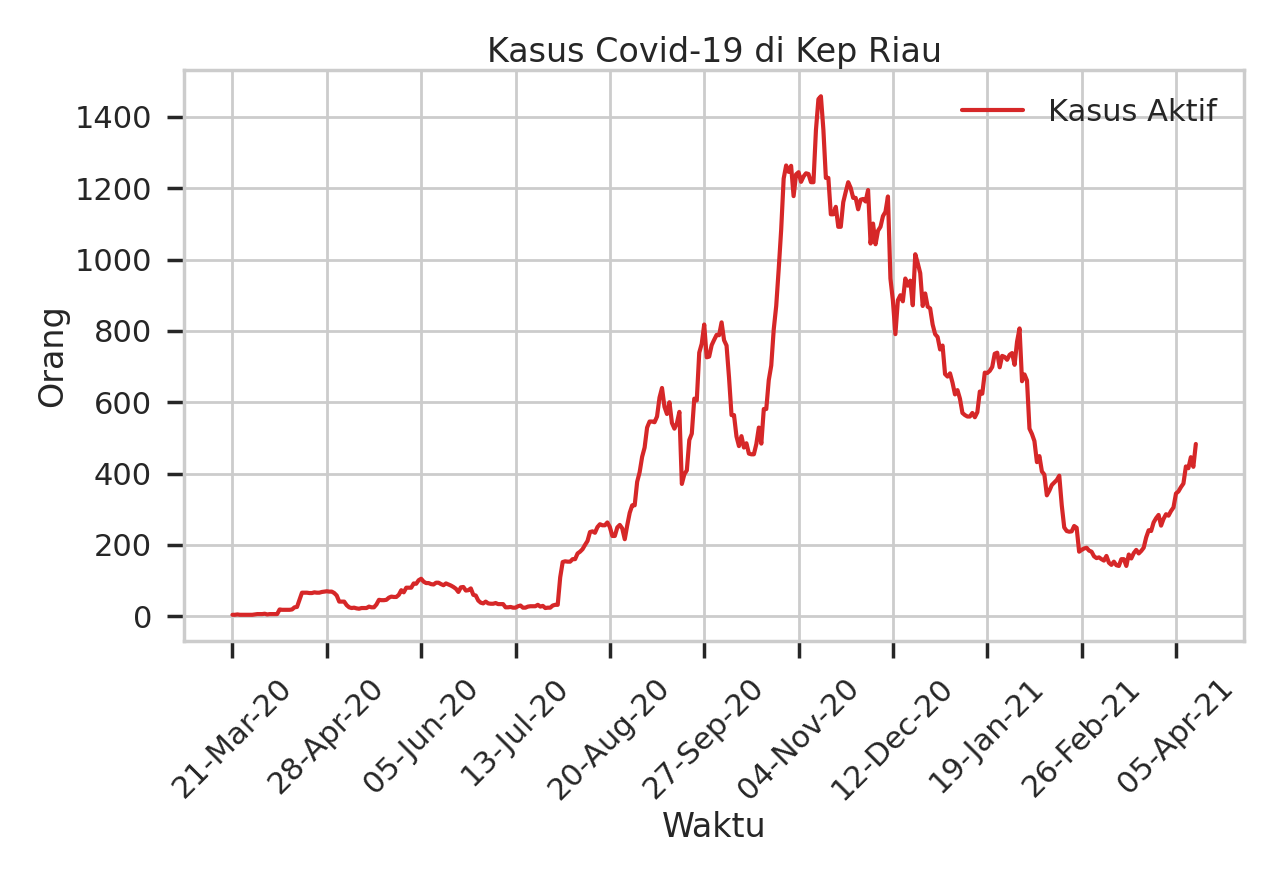 Kasus Covid-19 di Kep Riau
Kasus Aktif
1400
1200
1000
800
600
400
200
0
Orang
21-Mar-20
28-Apr-20
05-Jun-20
13-Jul-20
20-Aug-20
27-Sep-20
04-Nov-20
12-Dec-20
19-Jan-21
26-Feb-21
05-Apr-21
Waktu